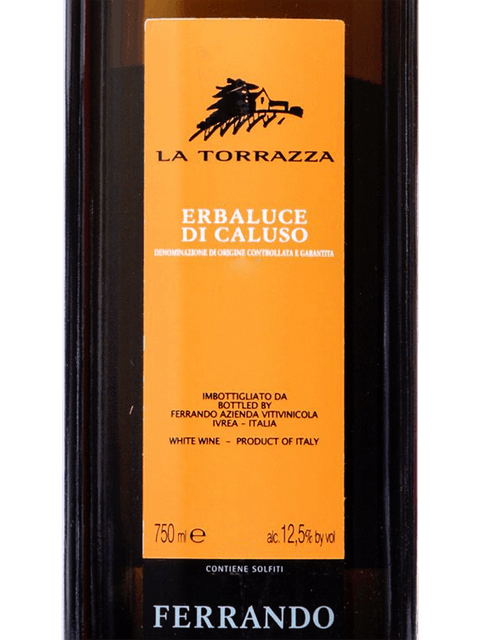 LA TORRAZZA
ERBALUCE
DI CALUSO
DENOMINAZIONE DI ORIGINE CONTROLLATA E GARANTITA
IMBOTTIGLIATO DA
BOTTLED BY
FERRANDO AZIENDA VITIVINICOLA
IVREA – ITALIA
WHITE WINE – PRODUCT OF ITALY
750 ml e alc. 12,5% by vol
CONTIENE SOLFITI
FERRANDO